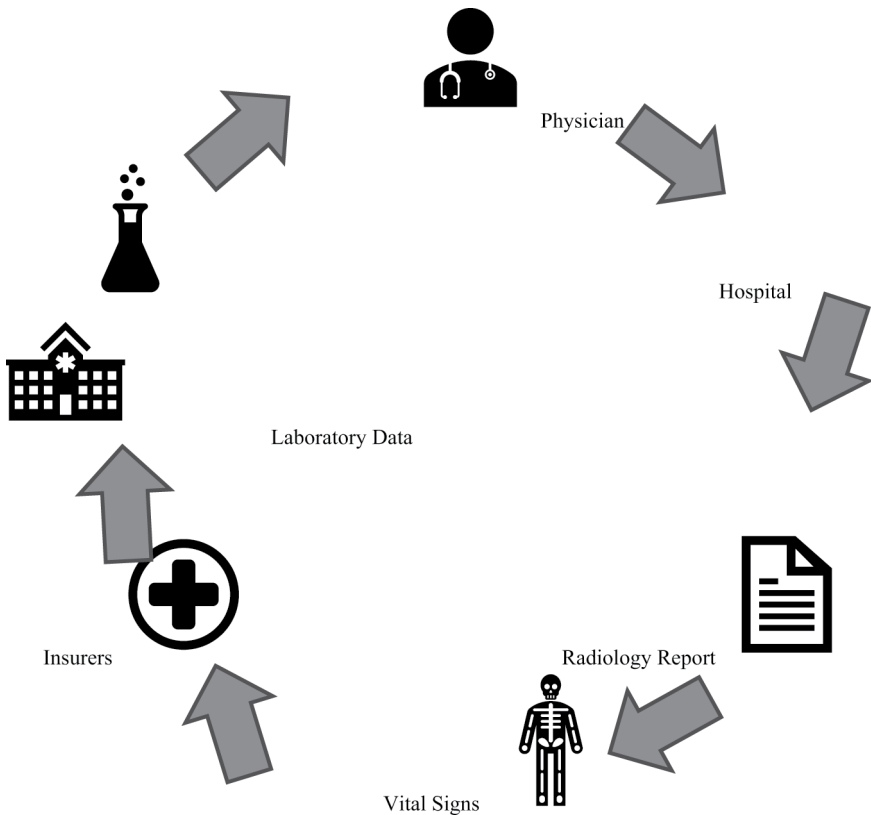 Physician
Hospital
Laboratory Data
Insurers
Radiology Report
Vital Signs